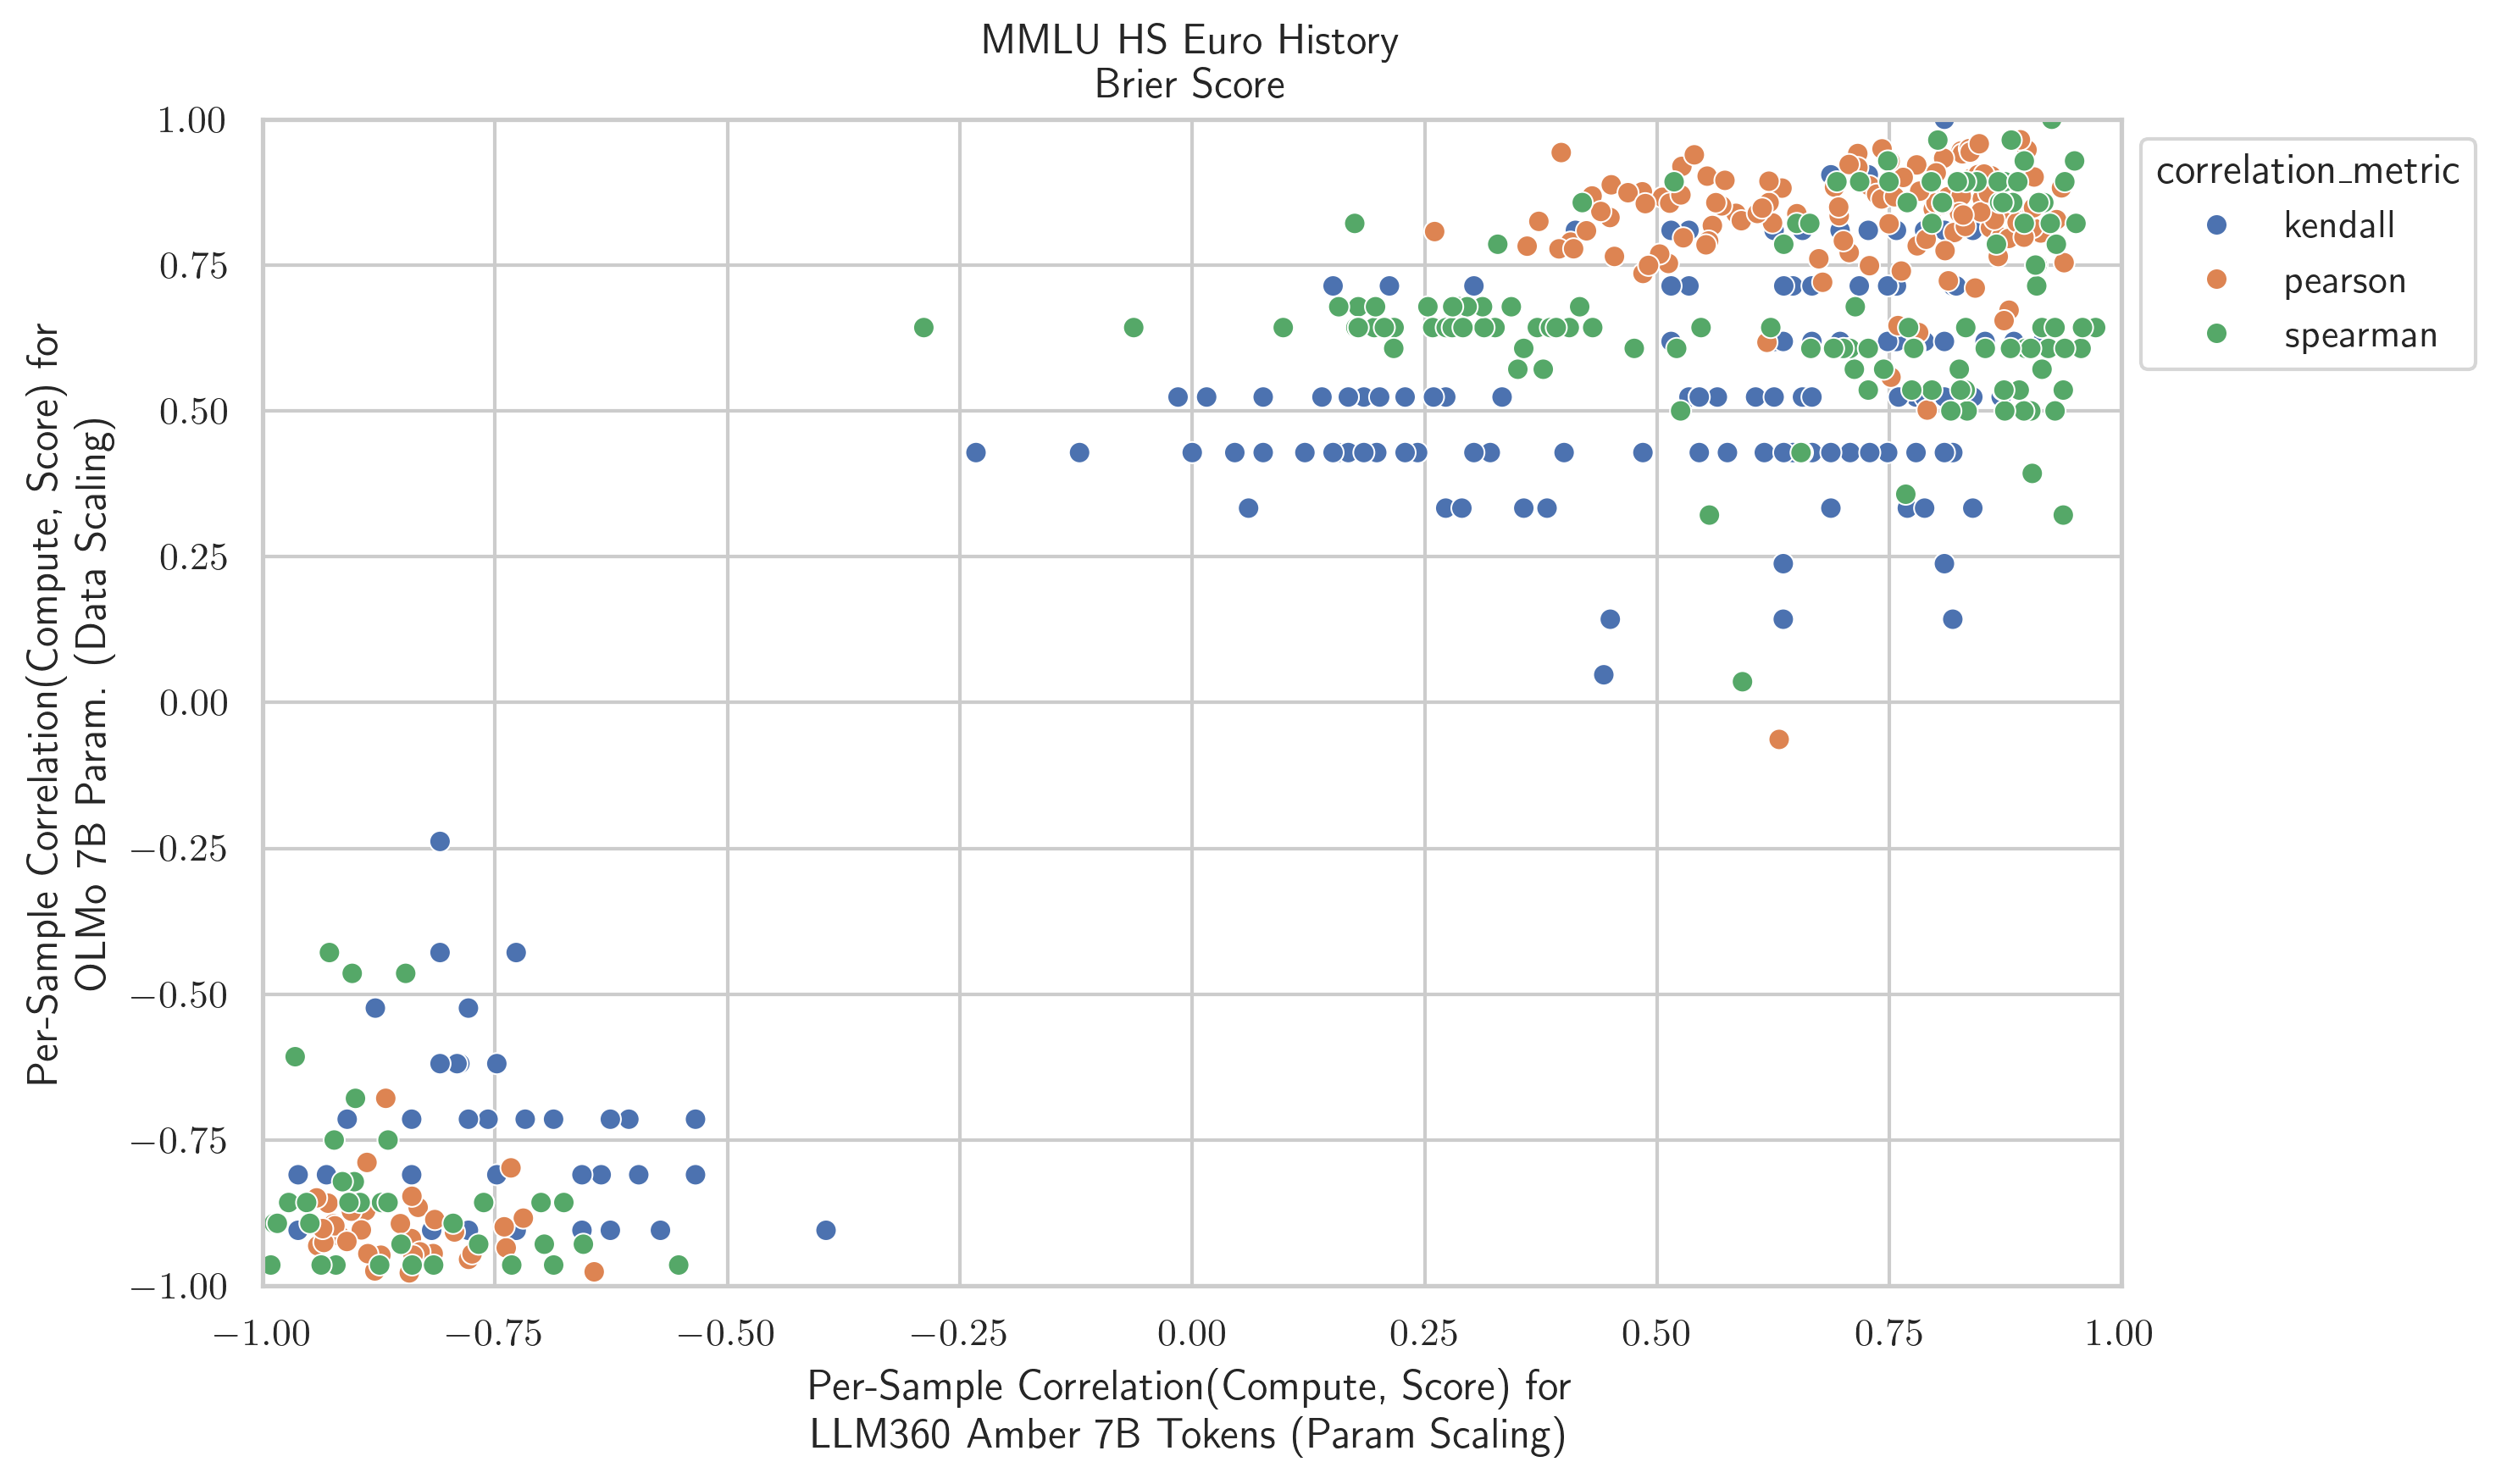 MMLU HS Euro History
Brier Score
1.00
0.75
0.50
0.25
0.00
−0.25
−0.50
−0.75
−1.00
Per-Sample Correlation(Compute, Score) for
OLMo 7B Param. (Data Scaling)
−1.00 −0.75 −0.50 −0.25 0.00 0.25 0.50 0.75 1.00
Per-Sample Correlation(Compute, Score) for
LLM360 Amber 7B Tokens (Param Scaling)
correlation_metric
kendall
pearson
spearman